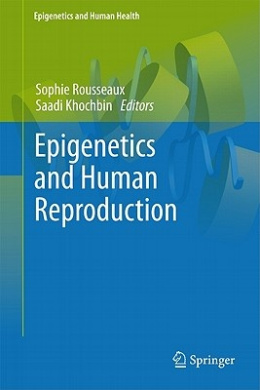 Epigenetics and Human Health
Sophie Rousseaux
Saadi Khochbin Editors
Epigenetics
and Human
Reproduction
Springer